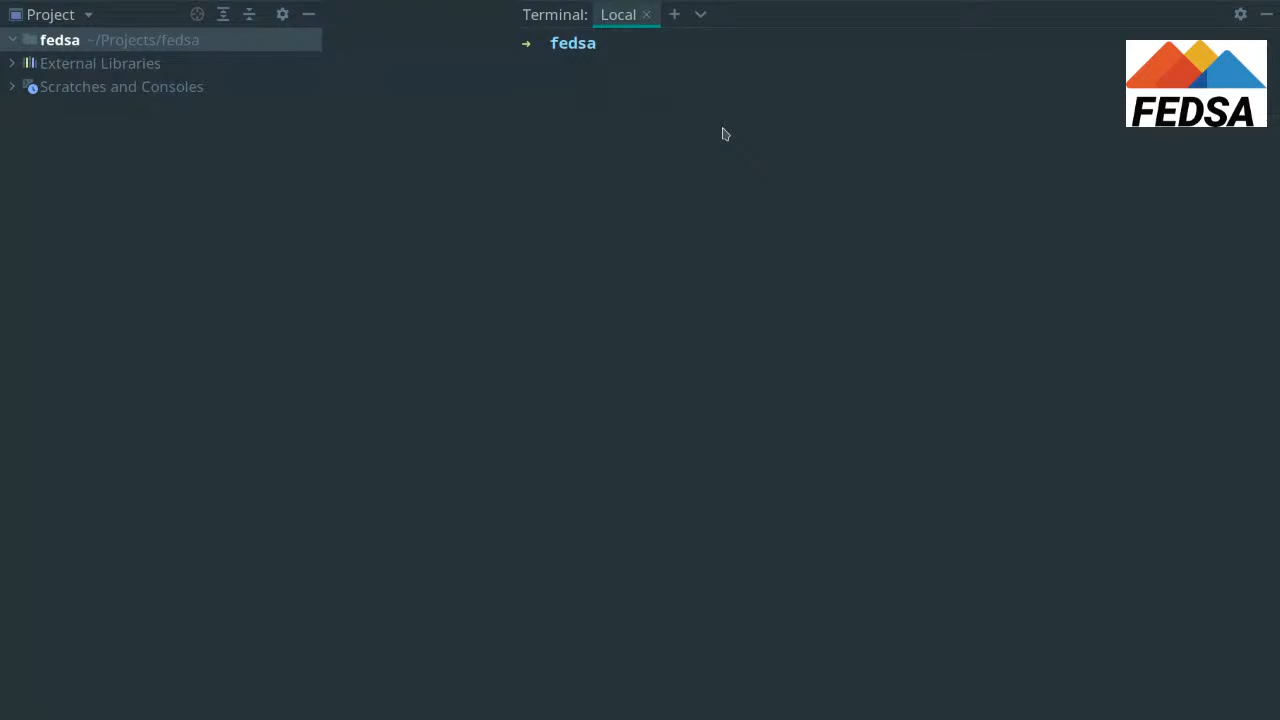 Project
fedsa ~/Projects/fedsa
External Libraries
Scratches and Consoles
Terminal: Local
➜ fedsa
FEDSA